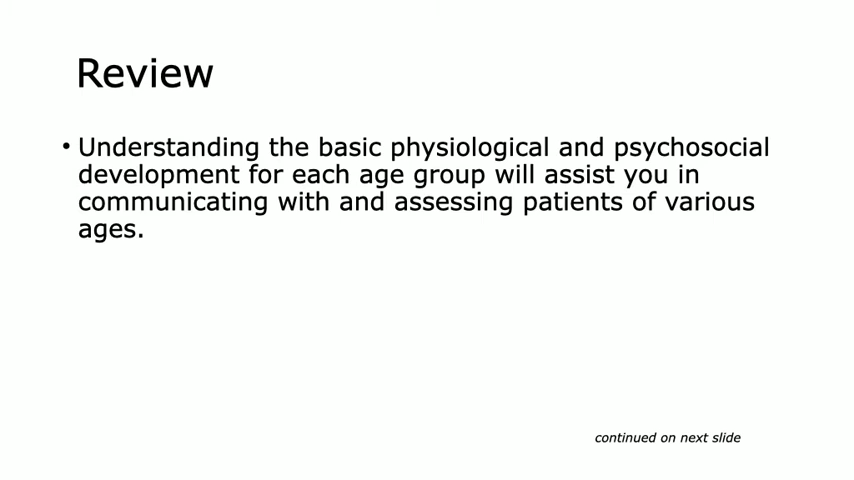 Review
• Understanding the basic physiological and psychosocial
development for each age group will assist you in
communicating with and assessing patients of various
ages.
continued on next slide